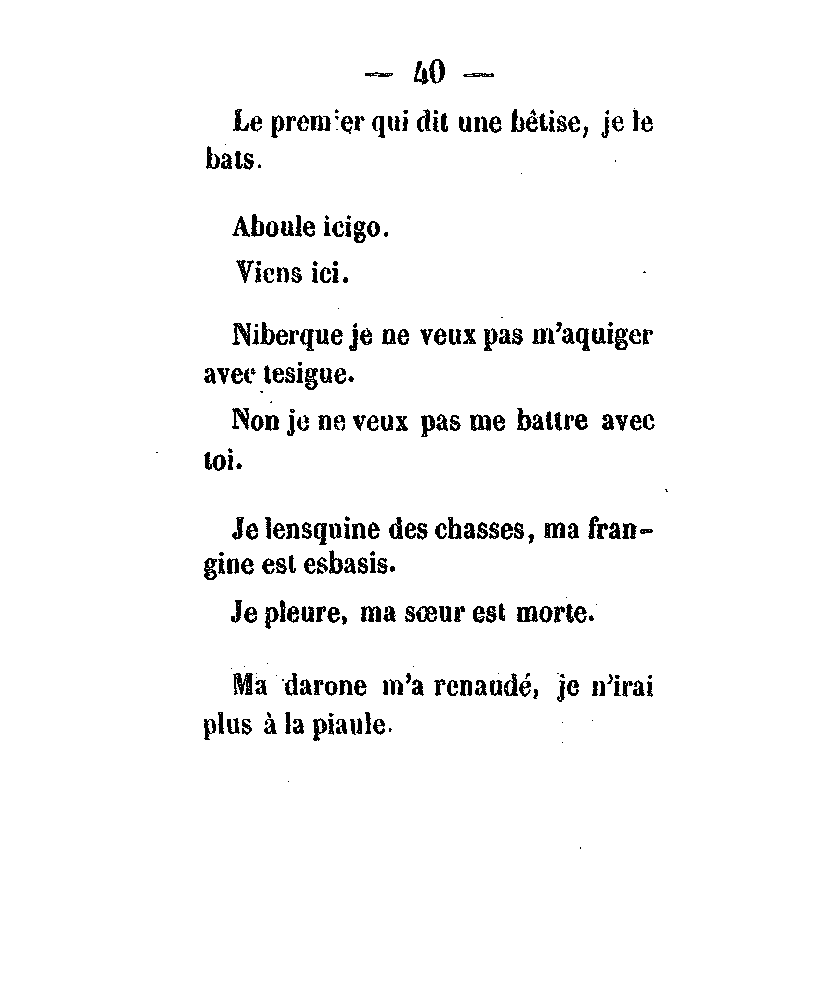 — 40 —
Le premier qui dit une bêtise, je le
bats.
Aboule icigo.
Viens ici.
Niberque je ne veux pas m'aquiger
avec tesigue.
Non je ne veux pas me battre avec
toi.
Je lensquine des chasses, ma fran-
gine est esbasis.
Je pleure, ma sœur est morte.
Ma darone m'a renaudé, je n'irai
plus à la piaule.